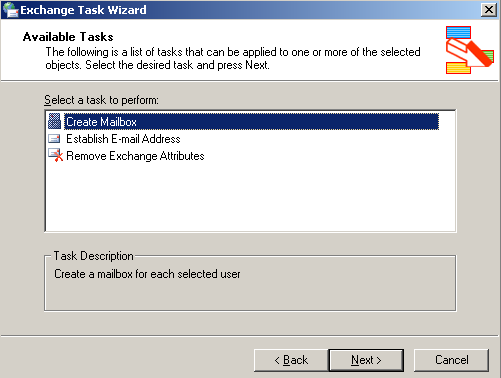 Exchange Task Wizard
Available Tasks
The following is a list of tasks that can be applied to one or more of the selected
objects. Select the desired task and press Next.
Select a task to perform:
Create Mailbox
Establish E-mail Address
Remove Exchange Attributes
Task Description
Create a mailbox for each selected user
< Back
Next >
Cancel